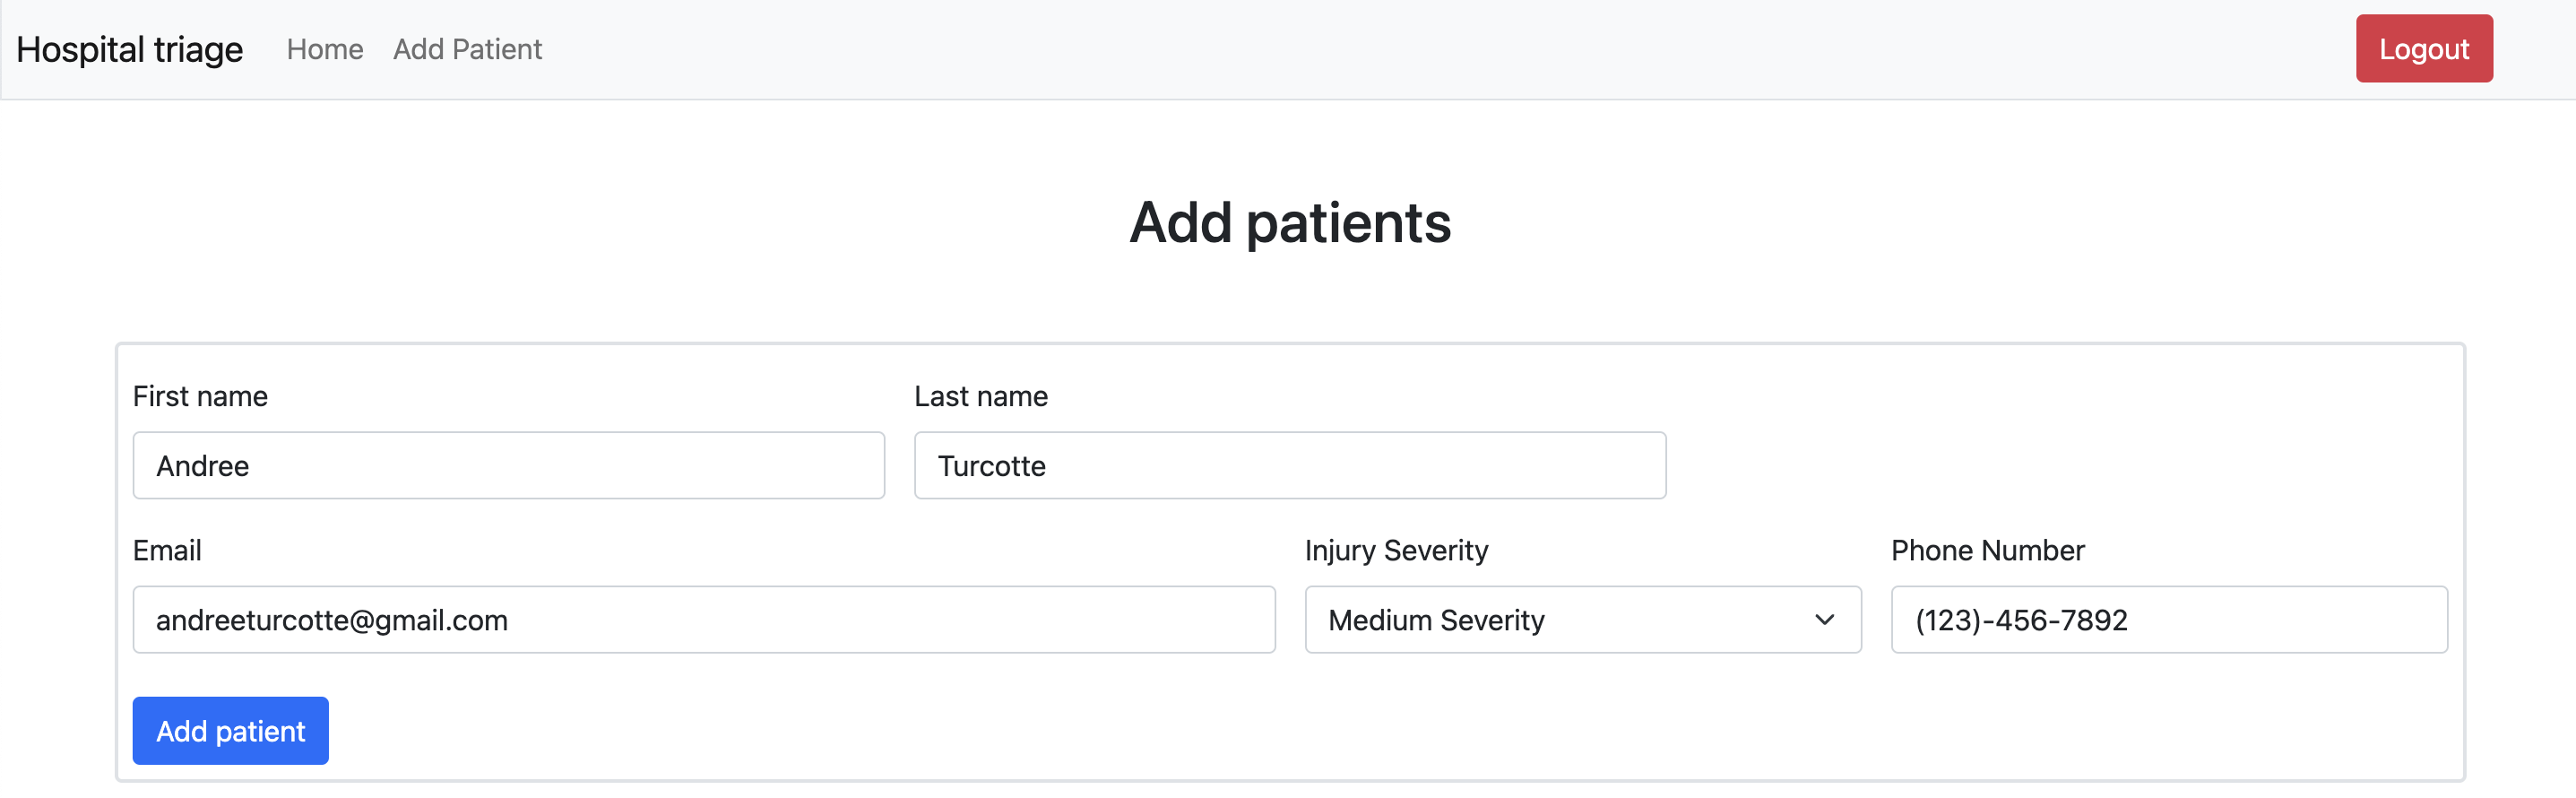 Hospital triage Home Add Patient Logout
Add patients
First name Last name
Andree Turcotte
Email Injury Severity Phone Number
andreeturcotte@gmail.com Medium Severity (123)-456-7892
Add patient